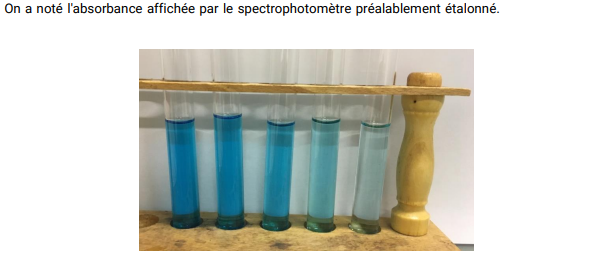 On a noté l'absorbance affichée par le spectrophotomètre préalablement étalonné.